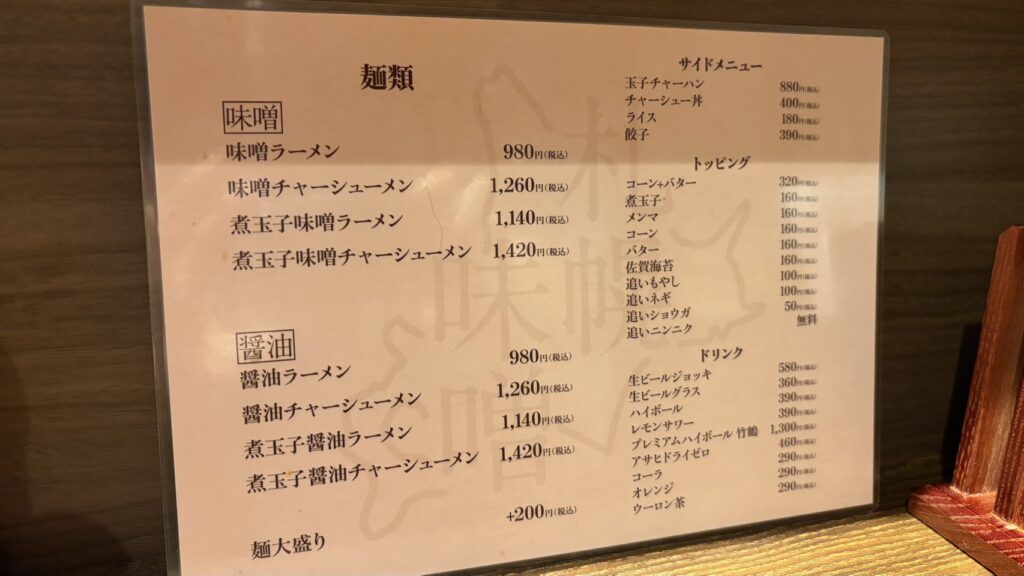 麺類
味噌
味噌ラーメン 980円(税込)
味噌チャーシューメン 1,260円(税込)
煮玉子味噌ラーメン 1,140円(税込)
煮玉子味噌チャーシューメン 1,420円(税込)
醤油
醤油ラーメン 980円(税込)
醤油チャーシューメン 1,260円(税込)
煮玉子醤油ラーメン 1,140円(税込)
煮玉子醤油チャーシューメン 1,420円(税込)
麺大盛り +200円(税込)
サイドメニュー
玉子チャーハン 880円(税込)
チャーシュー丼 400円(税込)
ライス 180円(税込)
餃子 390円(税込)
トッピング
コーン+バター 320円(税込)
煮玉子 160円(税込)
メンマ 160円(税込)
コーン 160円(税込)
バター 160円(税込)
佐賀海苔 160円(税込)
追いもやし 100円(税込)
追いネギ 100円(税込)
追いショウガ 50円(税込)
追いニンニク 無料
ドリンク
生ビールジョッキ 580円(税込)
生ビールグラス 360円(税込)
ハイボール 390円(税込)
レモンサワー 390円(税込)
プレミアムハイボール 竹鶴 1,300円(税込)
アサヒドライゼロ 460円(税込)
コーラ 290円(税込)
オレンジ 290円(税込)
ウーロン茶 290円(税込)
札幌
味噌